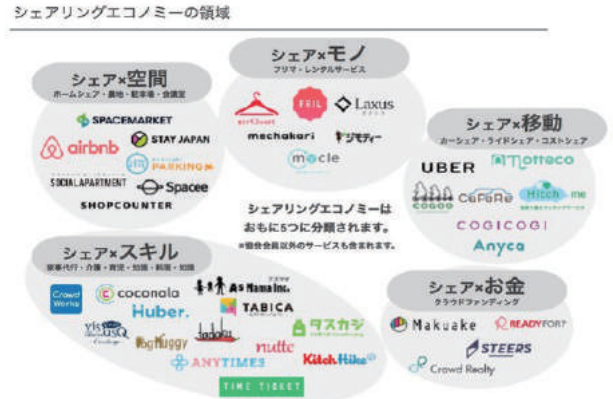 シェアリングエコノミーの領域
シェア×空間
ホームシェア・農地・駐車場・会議室
SPACEMARKET
airbnb
STAY JAPAN
PARKING
SOCIAL APARTMENT
Spacee
SHOPCOUNTER
シェア×モノ
フリマ・レンタルサービス
airCloset
FRIL
Laxus
mechakari
ジモティー
mocle
シェア×移動
カーシェア・ライドシェア・コストシェア
UBER
notteco
COGOO
CaFoRe
Hitch me
COGICOGI
Anyca
シェアリングエコノミーは
おもに5つに分類されます。
※協会会員以外のサービスも含まれます。
シェア×スキル
家事代行・介護・育児・知識・料理・知識
Crowd Works
coconala
AsMama Inc.
Huber.
TABICA
タスカジ
visasQ
WogHuggy
tadaku
nutte
ANYTIMES
KitchHike
TIME TICKET
シェア×お金
クラウドファンディング
Makuake
READYFOR?
STEERS
Crowd Realty